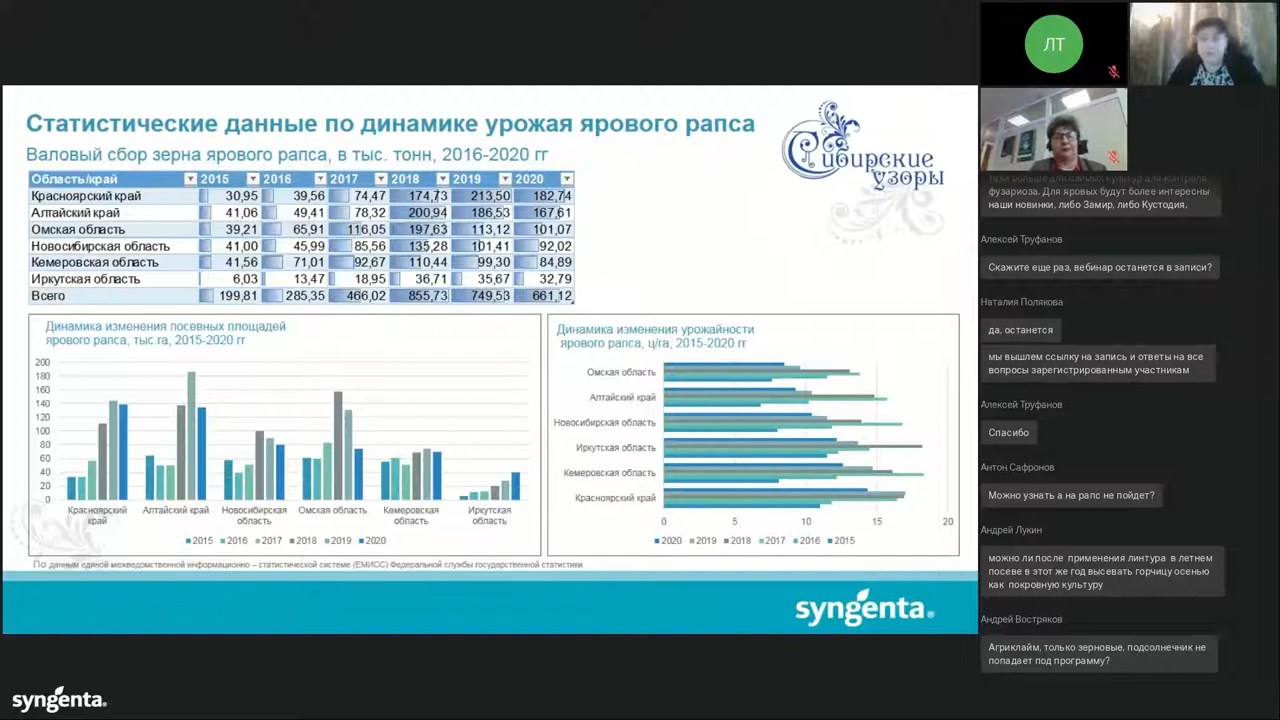 Статистические данные по динамике урожая ярового рапса
Валовый сбор зерна ярового рапса, в тыс. тонн, 2016-2020 гг
Сибирские
узоры
Область/край 2015 2016 2017 2018 2019 2020
Красноярский край 30,95 39,56 74,47 174,73 213,50 182,74
Алтайский край 41,06 49,41 78,32 200,94 186,53 167,61
Омская область 39,21 65,91 116,05 197,63 113,12 101,07
Новосибирская область 41,00 45,99 85,56 135,28 101,41 92,02
Кемеровская область 41,56 71,01 92,67 110,44 99,30 84,89
Иркутская область 6,03 13,47 18,95 36,71 35,67 32,79
Всего 199,81 285,35 466,02 855,73 749,53 661,12
Динамика изменения посевных площадей
ярового рапса, тыс.га, 2015-2020 гг
200
180
160
140
120
100
80
60
40
20
0
Красноярский край
Алтайский край
Новосибирская область
Омская область
Кемеровская область
Иркутская область
2015 2016 2017 2018 2019 2020
Динамика изменения урожайности
ярового рапса, ц/га, 2015-2020 гг
Омская область
Алтайский край
Новосибирская область
Иркутская область
Кемеровская область
Красноярский край
0 5 10 15 20
2020 2019 2018 2017 2016 2015
По данным единой межведомственной информационно – статистической системе (ЕМИСС) Федеральной службы государственной статистики
syngenta.
syngenta.
ЛТ
фузариоза. Для яровых будут более интересны
наши новинки, либо Замир, либо Кустодия.
Алексей Труфанов
Скажите еще раз, вебинар останется в записи?
Наталия Полякова
да, останется
мы вышлем ссылку на запись и ответы на все
вопросы зарегистрированным участникам
Алексей Труфанов
Спасибо
Антон Сафронов
Можно узнать а на рапс не пойдет?
Андрей Лукин
можно ли после применения линтура в летнем
посеве в этот же год высевать горчицу осенью
как покровную культуру
Андрей Востряков
Агриклайм, только зерновые, подсолнечник не
попадает под программу?